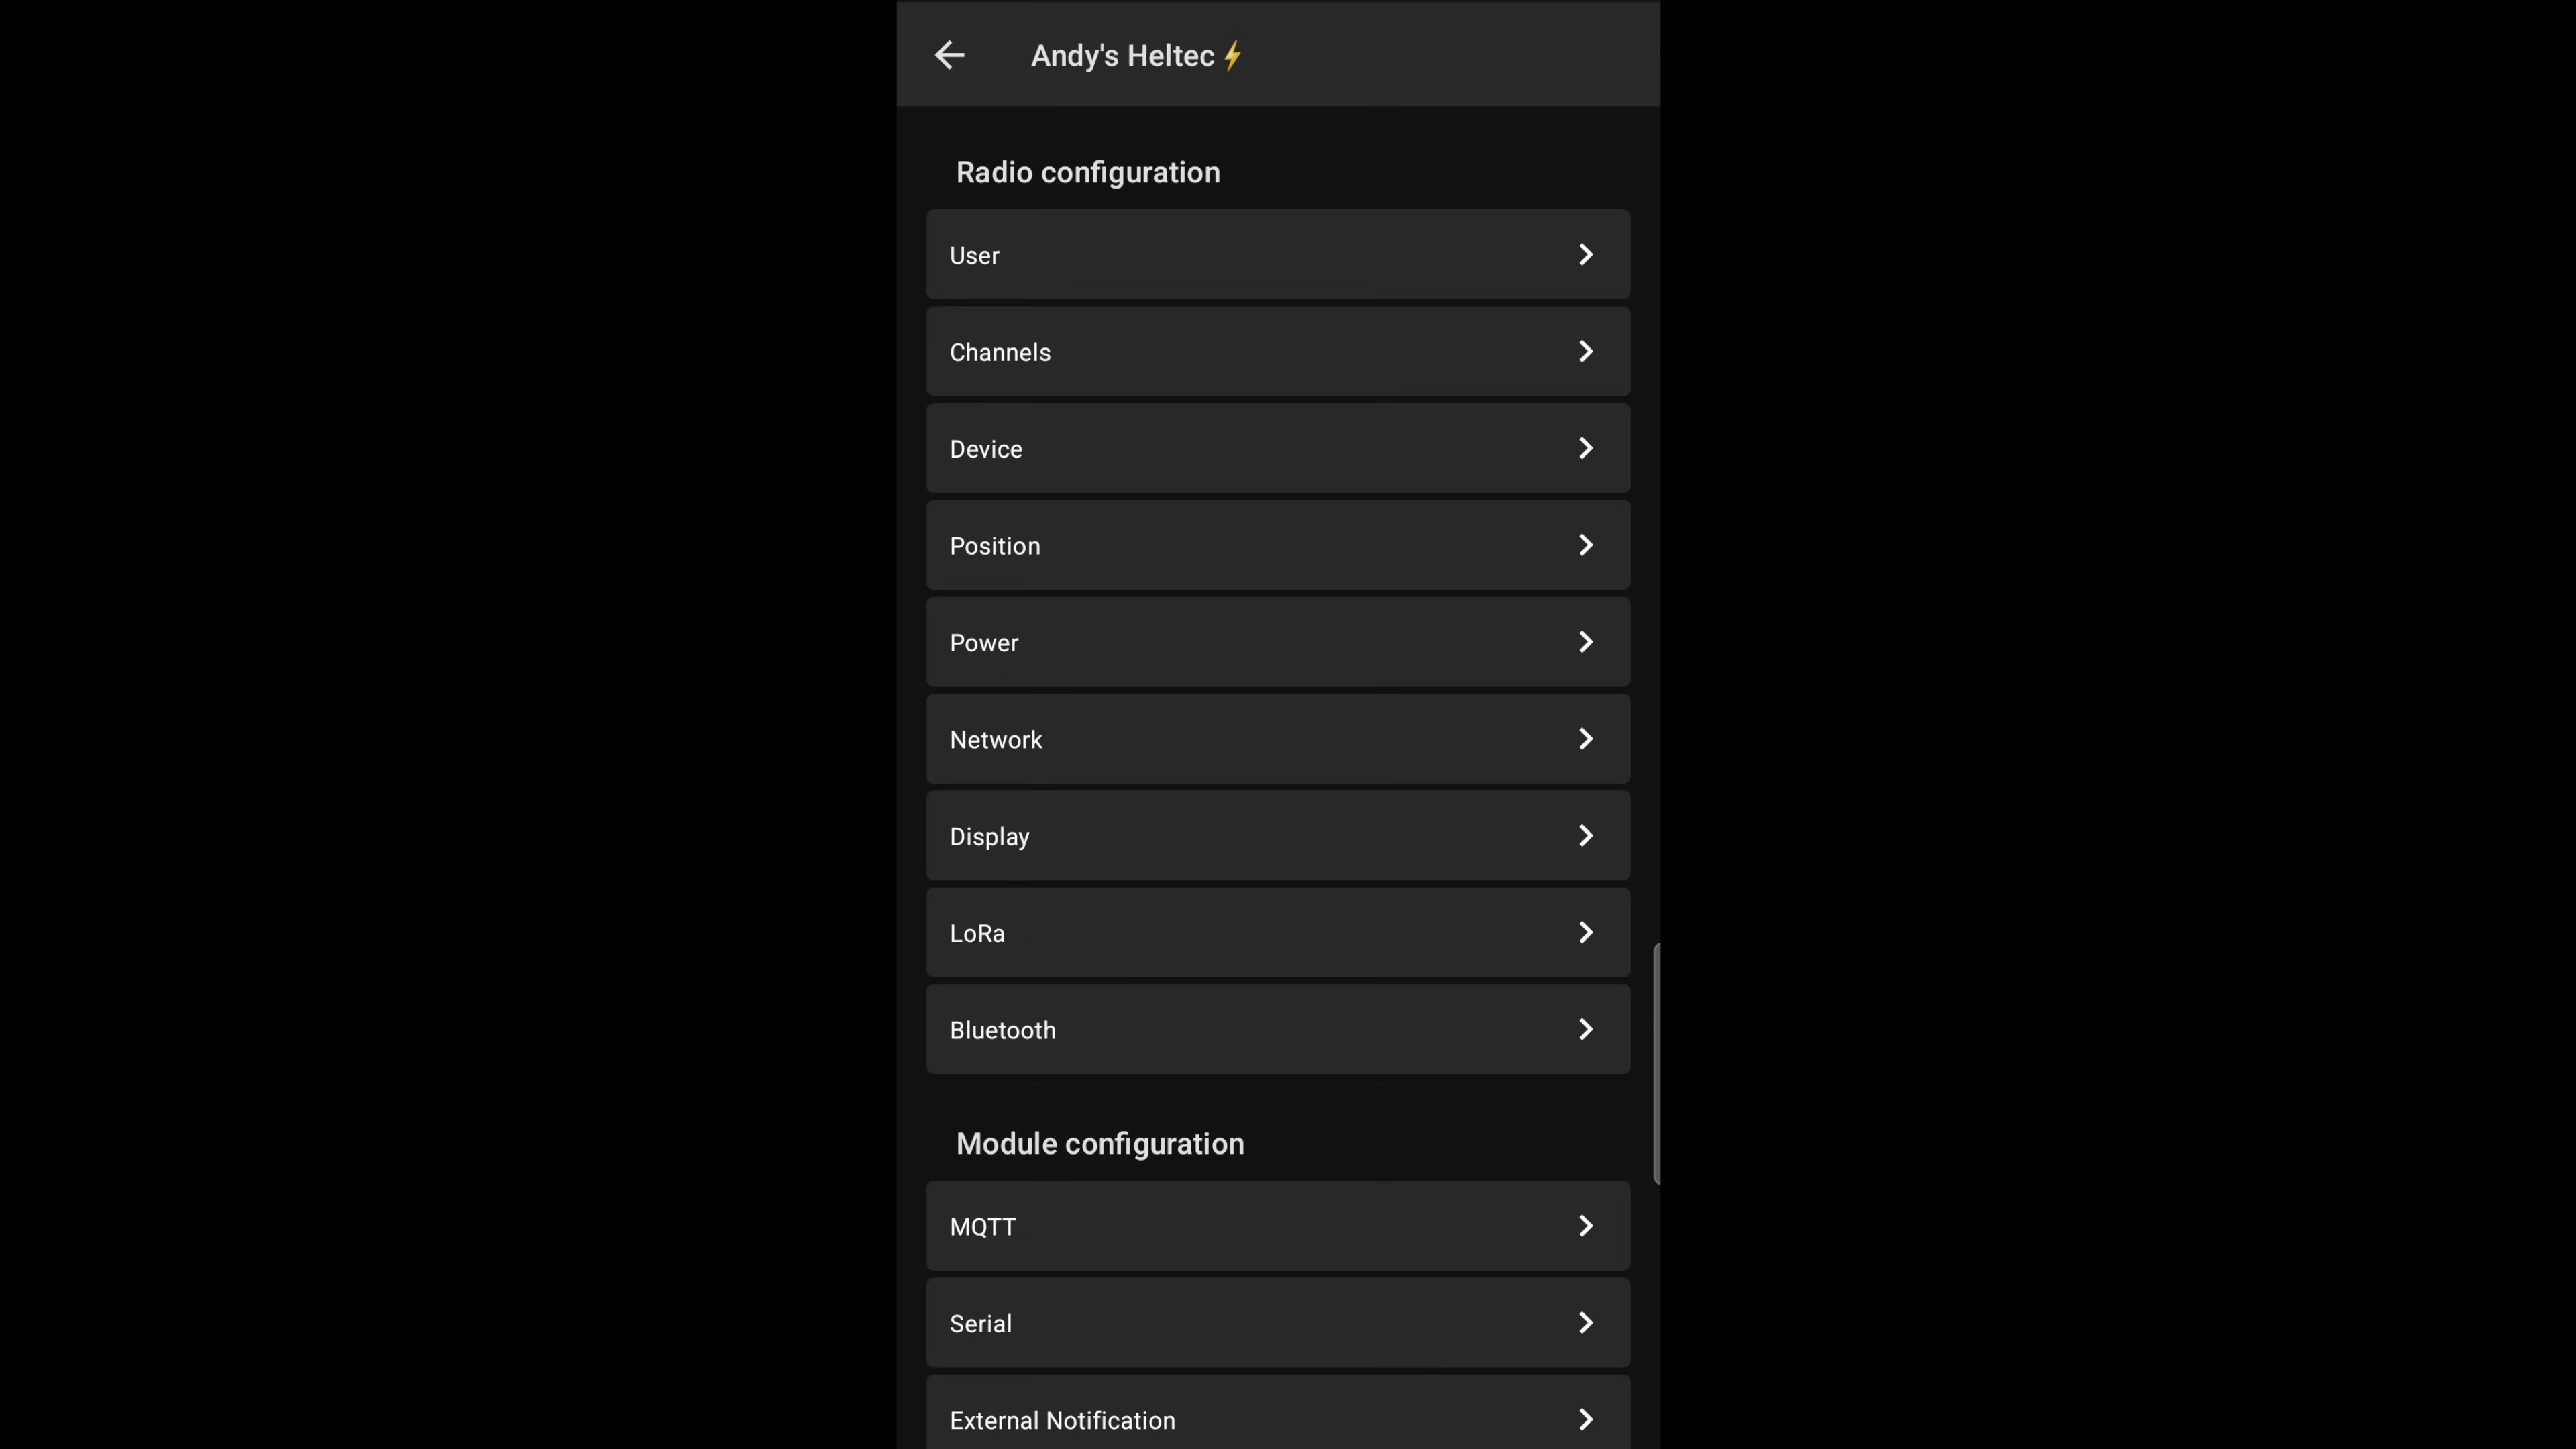 Andy's Heltec⚡
Radio configuration
User
Channels
Device
Position
Power
Network
Display
LoRa
Bluetooth
Module configuration
MQTT
Serial
External Notification